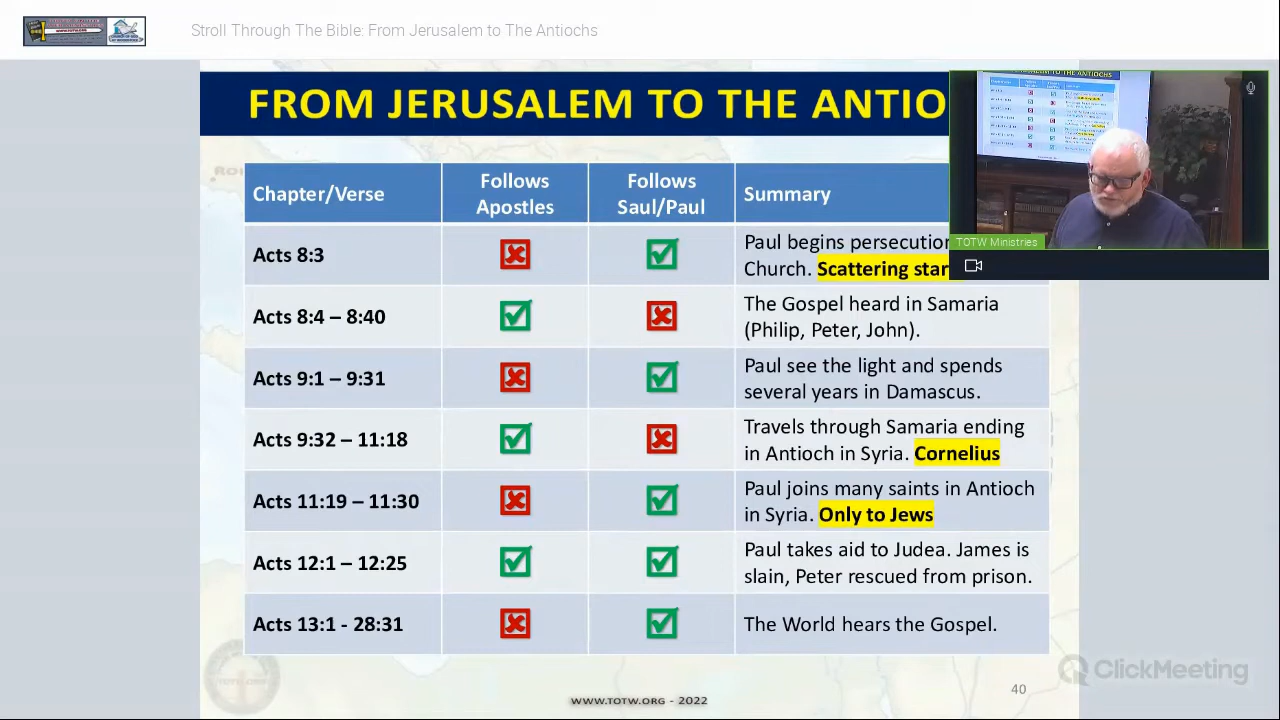 Stroll Through The Bible: From Jerusalem to The Antiochs
FROM JERUSALEM TO THE ANTIO
TOTW Ministries
Chapter/Verse
Follows
Apostles
Follows
Saul/Paul
Summary
Acts 8:3
Paul begins persecution
Church. Scattering star
Acts 8:4 – 8:40
The Gospel heard in Samaria
(Philip, Peter, John).
Acts 9:1 – 9:31
Paul see the light and spends
several years in Damascus.
Acts 9:32 – 11:18
Travels through Samaria ending
in Antioch in Syria. Cornelius
Acts 11:19 – 11:30
Paul joins many saints in Antioch
in Syria. Only to Jews
Acts 12:1 – 12:25
Paul takes aid to Judea. James is
slain, Peter rescued from prison.
Acts 13:1 - 28:31
The World hears the Gospel.
ClickMeeting
WWW.TOTW.ORG - 2022
40